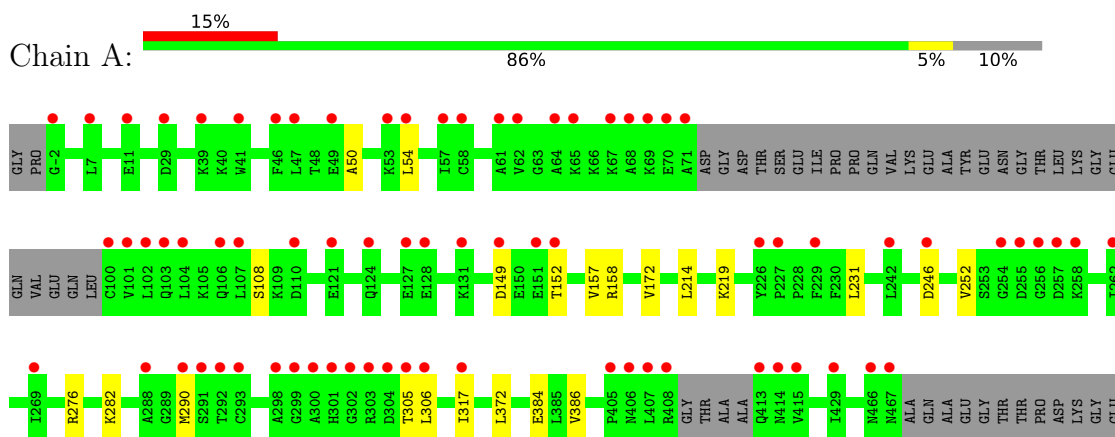 15%
Chain A:
86% 5% 10%
GLY PRO G-2 L7 E11 D29 K39 K40 W41 F46 L47 T48 E49 A50 K53 L54 I57 C58 A61 V62 G63 A64 K65 K66 K67 A68 K69 E70 A71 ASP GLY ASP THR SER GLU ILE PRO PRO GLN VAL LYS GLU ALA TYR GLU ASN GLY THR LEU LYS GLY GLU
GLN VAL GLU GLN LEU C100 V101 L102 Q103 L104 K105 Q106 L107 S108 K109 D110 E121 Q124 E127 E128 K131 D149 E150 E151 T152 V157 R158 V172 L214 K219 Y226 P227 P228 F229 F230 L231 L242 D246 V252 S253 G254 D255 G256 D257 K258
I269 R276 K282 A288 G289 M290 S291 T292 C293 A298 G299 A300 H301 G302 R303 D304 T305 L306 I317 L372 E384 L385 V386 P405 N406 L407 R408 GLY THR ALA ALA Q413 N414 V415 I429 N466 N467 ALA GLN ALA GLU GLY THR THR PRO ASP LYS GLY GLU